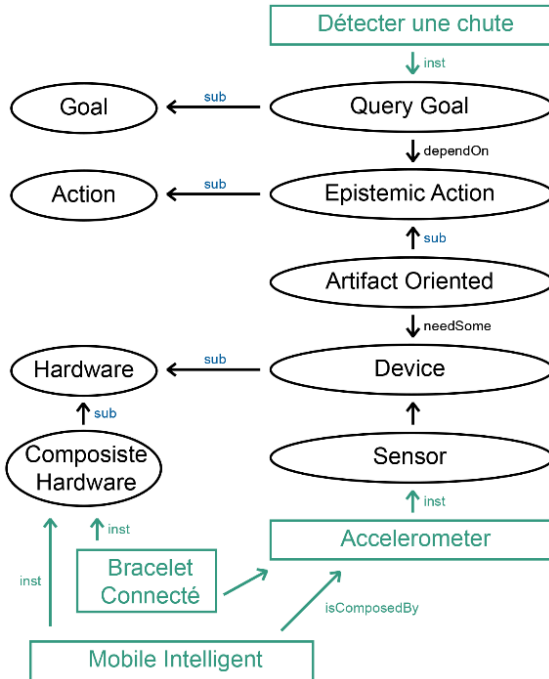 Détecter une chute
inst
Goal
sub
Query Goal
dependOn
Action
sub
Epistemic Action
sub
Artifact Oriented
needSome
Hardware
sub
Device
sub
Composiste
Hardware
Sensor
inst
inst
Accelerometer
inst
Bracelet
Connecté
isComposedBy
Mobile Intelligent